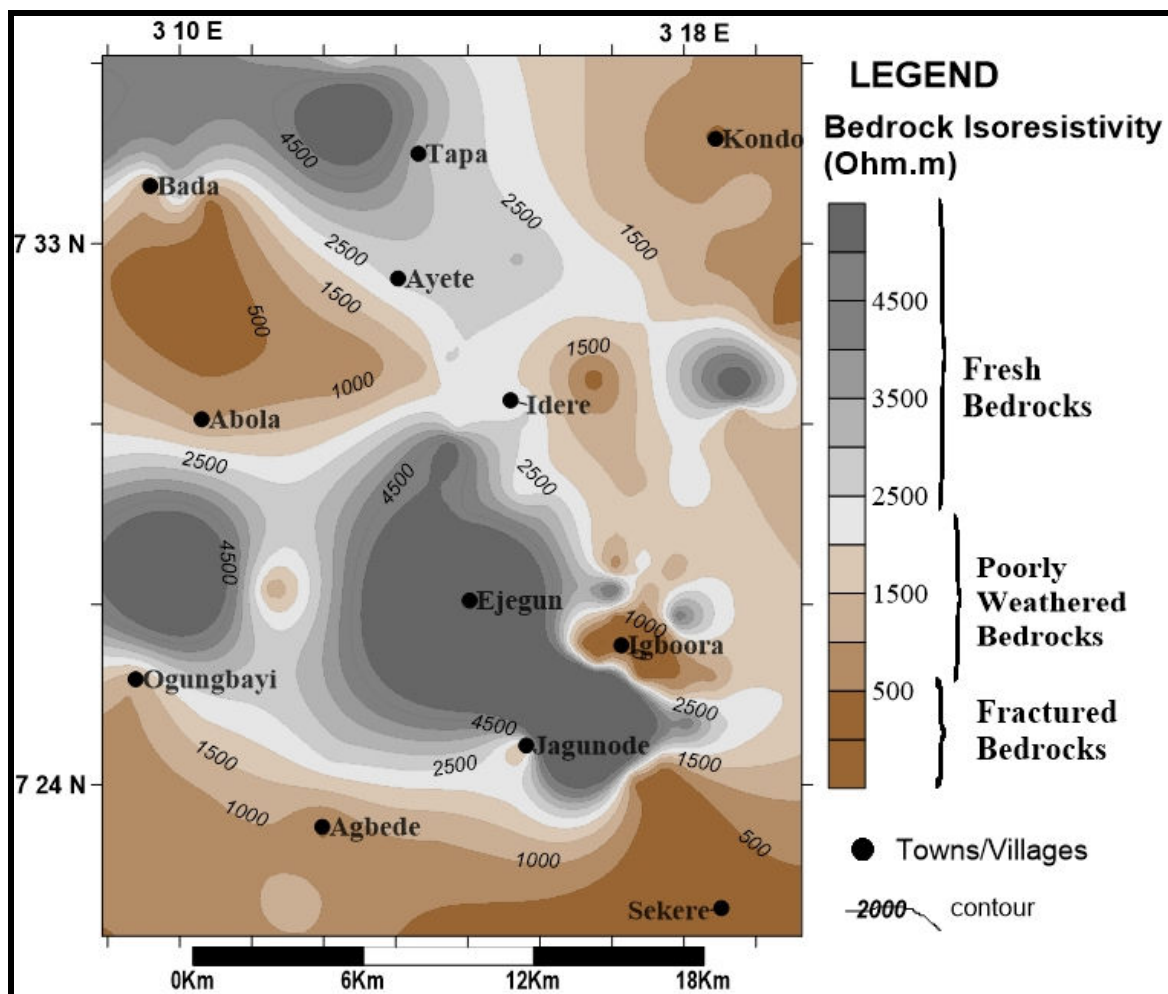 3 10 E
3 18 E
LEGEND
Bedrock Isoresistivity
(Ohm.m)
4500
Tapa
Kondo
Bada
2500
1500
7 33 N
2500
Ayete
1500
500
4500
Fresh
Bedrocks
1500
1000
Idere
3500
Abola
2500
4500
2500
2500
4500
Poorly
Weathered
Bedrocks
Ejegun
1500
1000
Igboora
Ogungbayi
500
2500
4500
Fractured
Bedrocks
Jagunode
1500
2500
1500
7 24 N
1000
Agbede
1000
500
Towns/Villages
Sekere
2000
contour
0Km
6Km
12Km
18Km